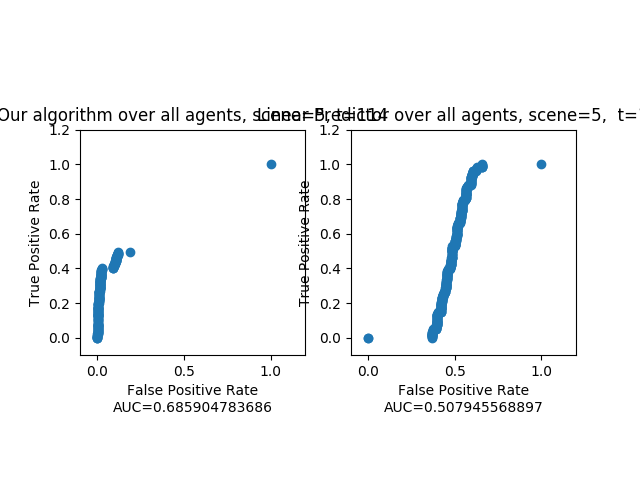 Our algorithm over all agents, scene=5, t=114
Linear Predictor over all agents, scene=5, t=
1.2
1.0
0.8
0.6
0.4
0.2
0.0
True Positive Rate
0.0 0.5 1.0
False Positive Rate
AUC=0.685904783686
1.2
1.0
0.8
0.6
0.4
0.2
0.0
True Positive Rate
0.0 0.5 1.0
False Positive Rate
AUC=0.507945568897